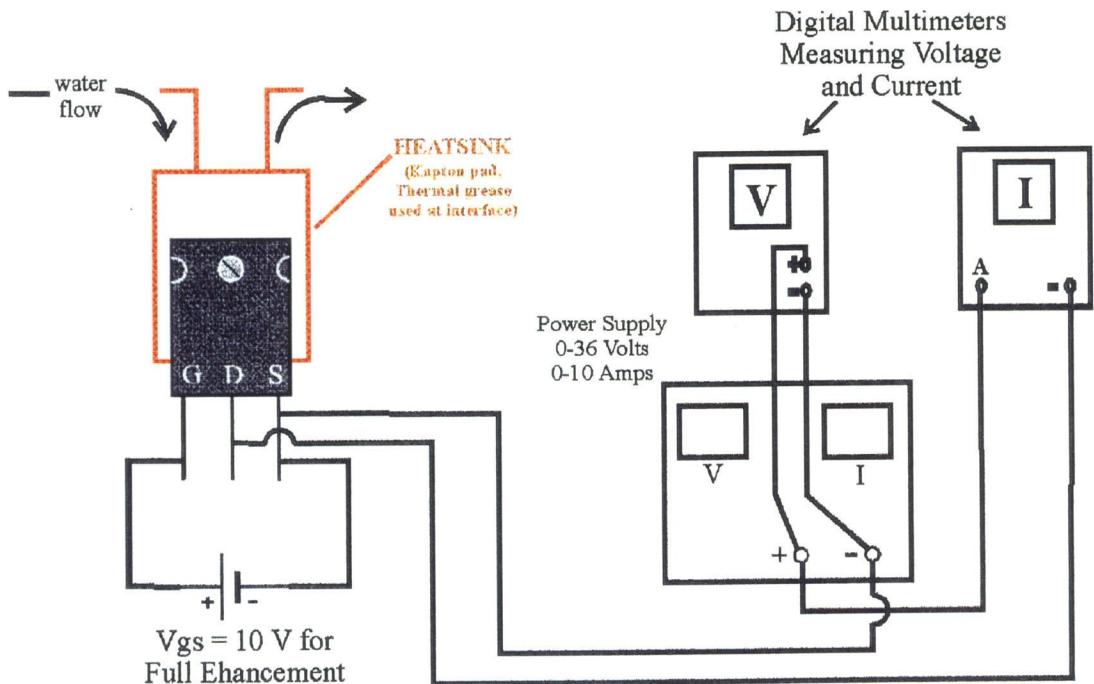 Digital Multimeters
Measuring Voltage
and Current
water
flow
HEATSINK
(Kapton pad,
Thermal grease
used at interface)
V
I
+
-
A
-
Power Supply
0-36 Volts
0-10 Amps
G D S
V
I
+
-
+ -
Vgs = 10 V for
Full Ehancement